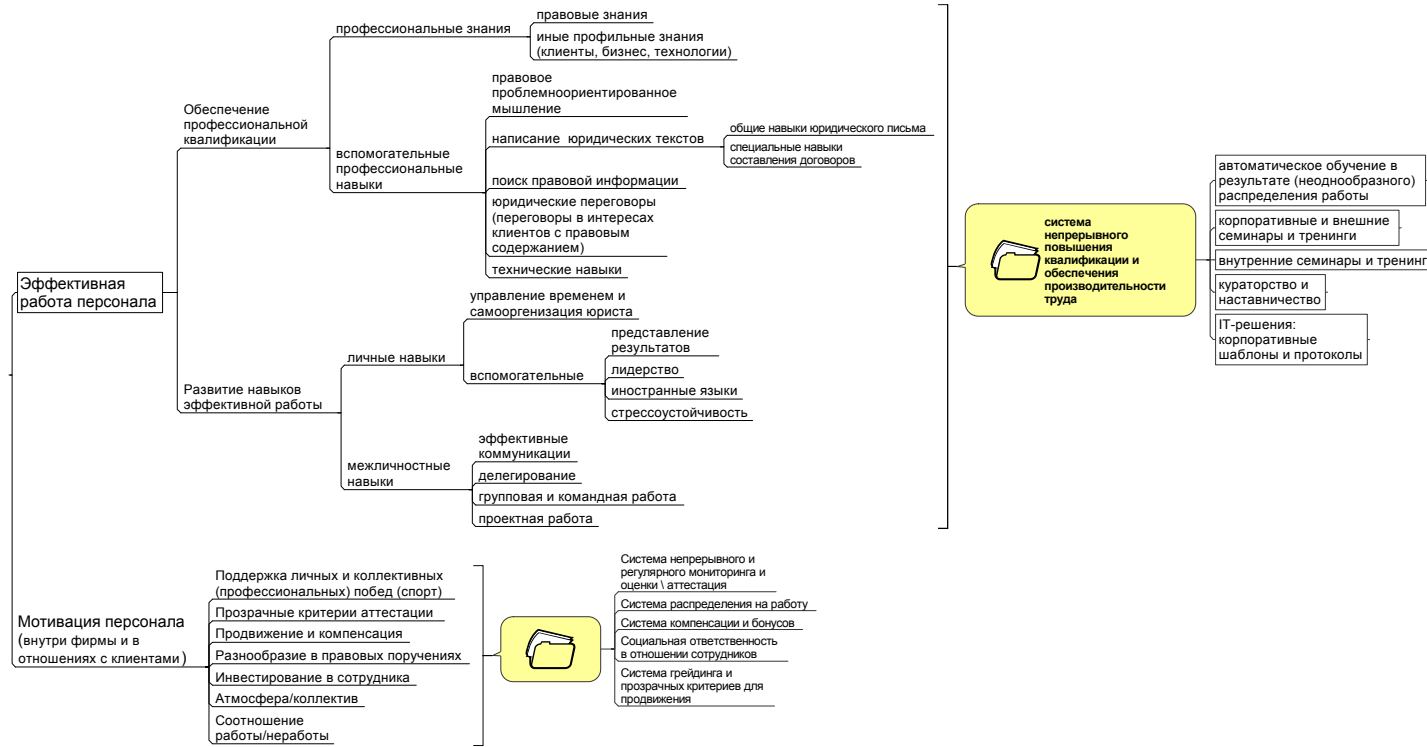 правовые знания
профессиональные знания
иные профильные знания
(клиенты, бизнес, технологии)
правовое
проблемноориентированное
мышление
Обеспечение
профессиональной
квалификации
общие навыки юридического письма
написание юридических текстов
специальные навыки
составления договоров
вспомогательные
профессиональные
навыки
поиск правовой информации
юридические переговоры
(переговоры в интересах
клиентов с правовым
содержанием)
технические навыки
Эффективная
работа персонала
управление временем и
самоорганизация юриста
личные навыки
представление
результатов
вспомогательные
лидерство
иностранные языки
стрессоустойчивость
Развитие навыков
эффективной работы
эффективные
коммуникации
межличностные
навыки
делегирование
групповая и командная работа
проектная работа
система
непрерывного
повышения
квалификации и
обеспечения
производительности
труда
автоматическое обучение в
результате (неоднообразного)
распределения работы
корпоративные и внешние
семинары и тренинги
внутренние семинары и тренинг
кураторство и
наставничество
IT-решения:
корпоративные
шаблоны и протоколы
Мотивация персонала
(внутри фирмы и в
отношениях с клиентами)
Поддержка личных и коллективных
(профессиональных) побед (спорт)
Прозрачные критерии аттестации
Продвижение и компенсация
Разнообразие в правовых поручениях
Инвестирование в сотрудника
Атмосфера/коллектив
Соотношение
работы/неработы
Система непрерывного и
регулярного мониторинга и
оценки \ аттестация
Система распределения на работу
Система компенсации и бонусов
Социальная ответственность
в отношении сотрудников
Система грейдинга и
прозрачных критериев для
продвижения